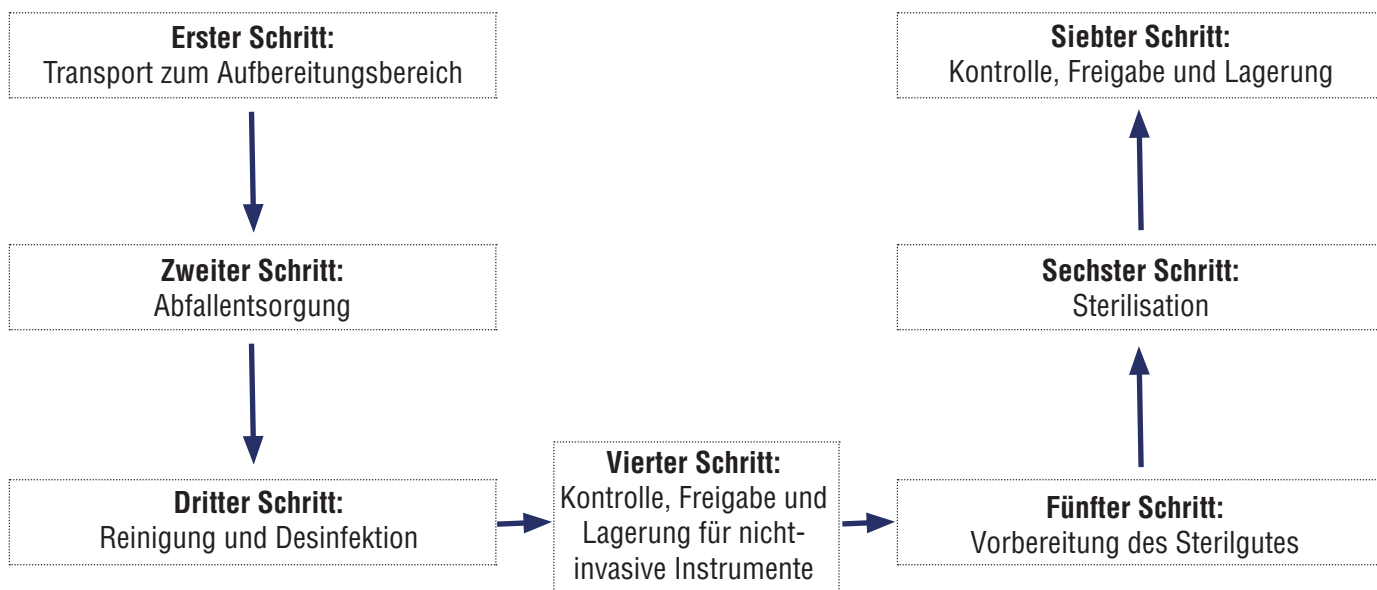 Erster Schritt:
Transport zum Aufbereitungsbereich
Zweiter Schritt:
Abfallentsorgung
Dritter Schritt:
Reinigung und Desinfektion
Vierter Schritt:
Kontrolle, Freigabe und
Lagerung für nicht-
invasive Instrumente
Fünfter Schritt:
Vorbereitung des Sterilgutes
Sechster Schritt:
Sterilisation
Siebter Schritt:
Kontrolle, Freigabe und Lagerung